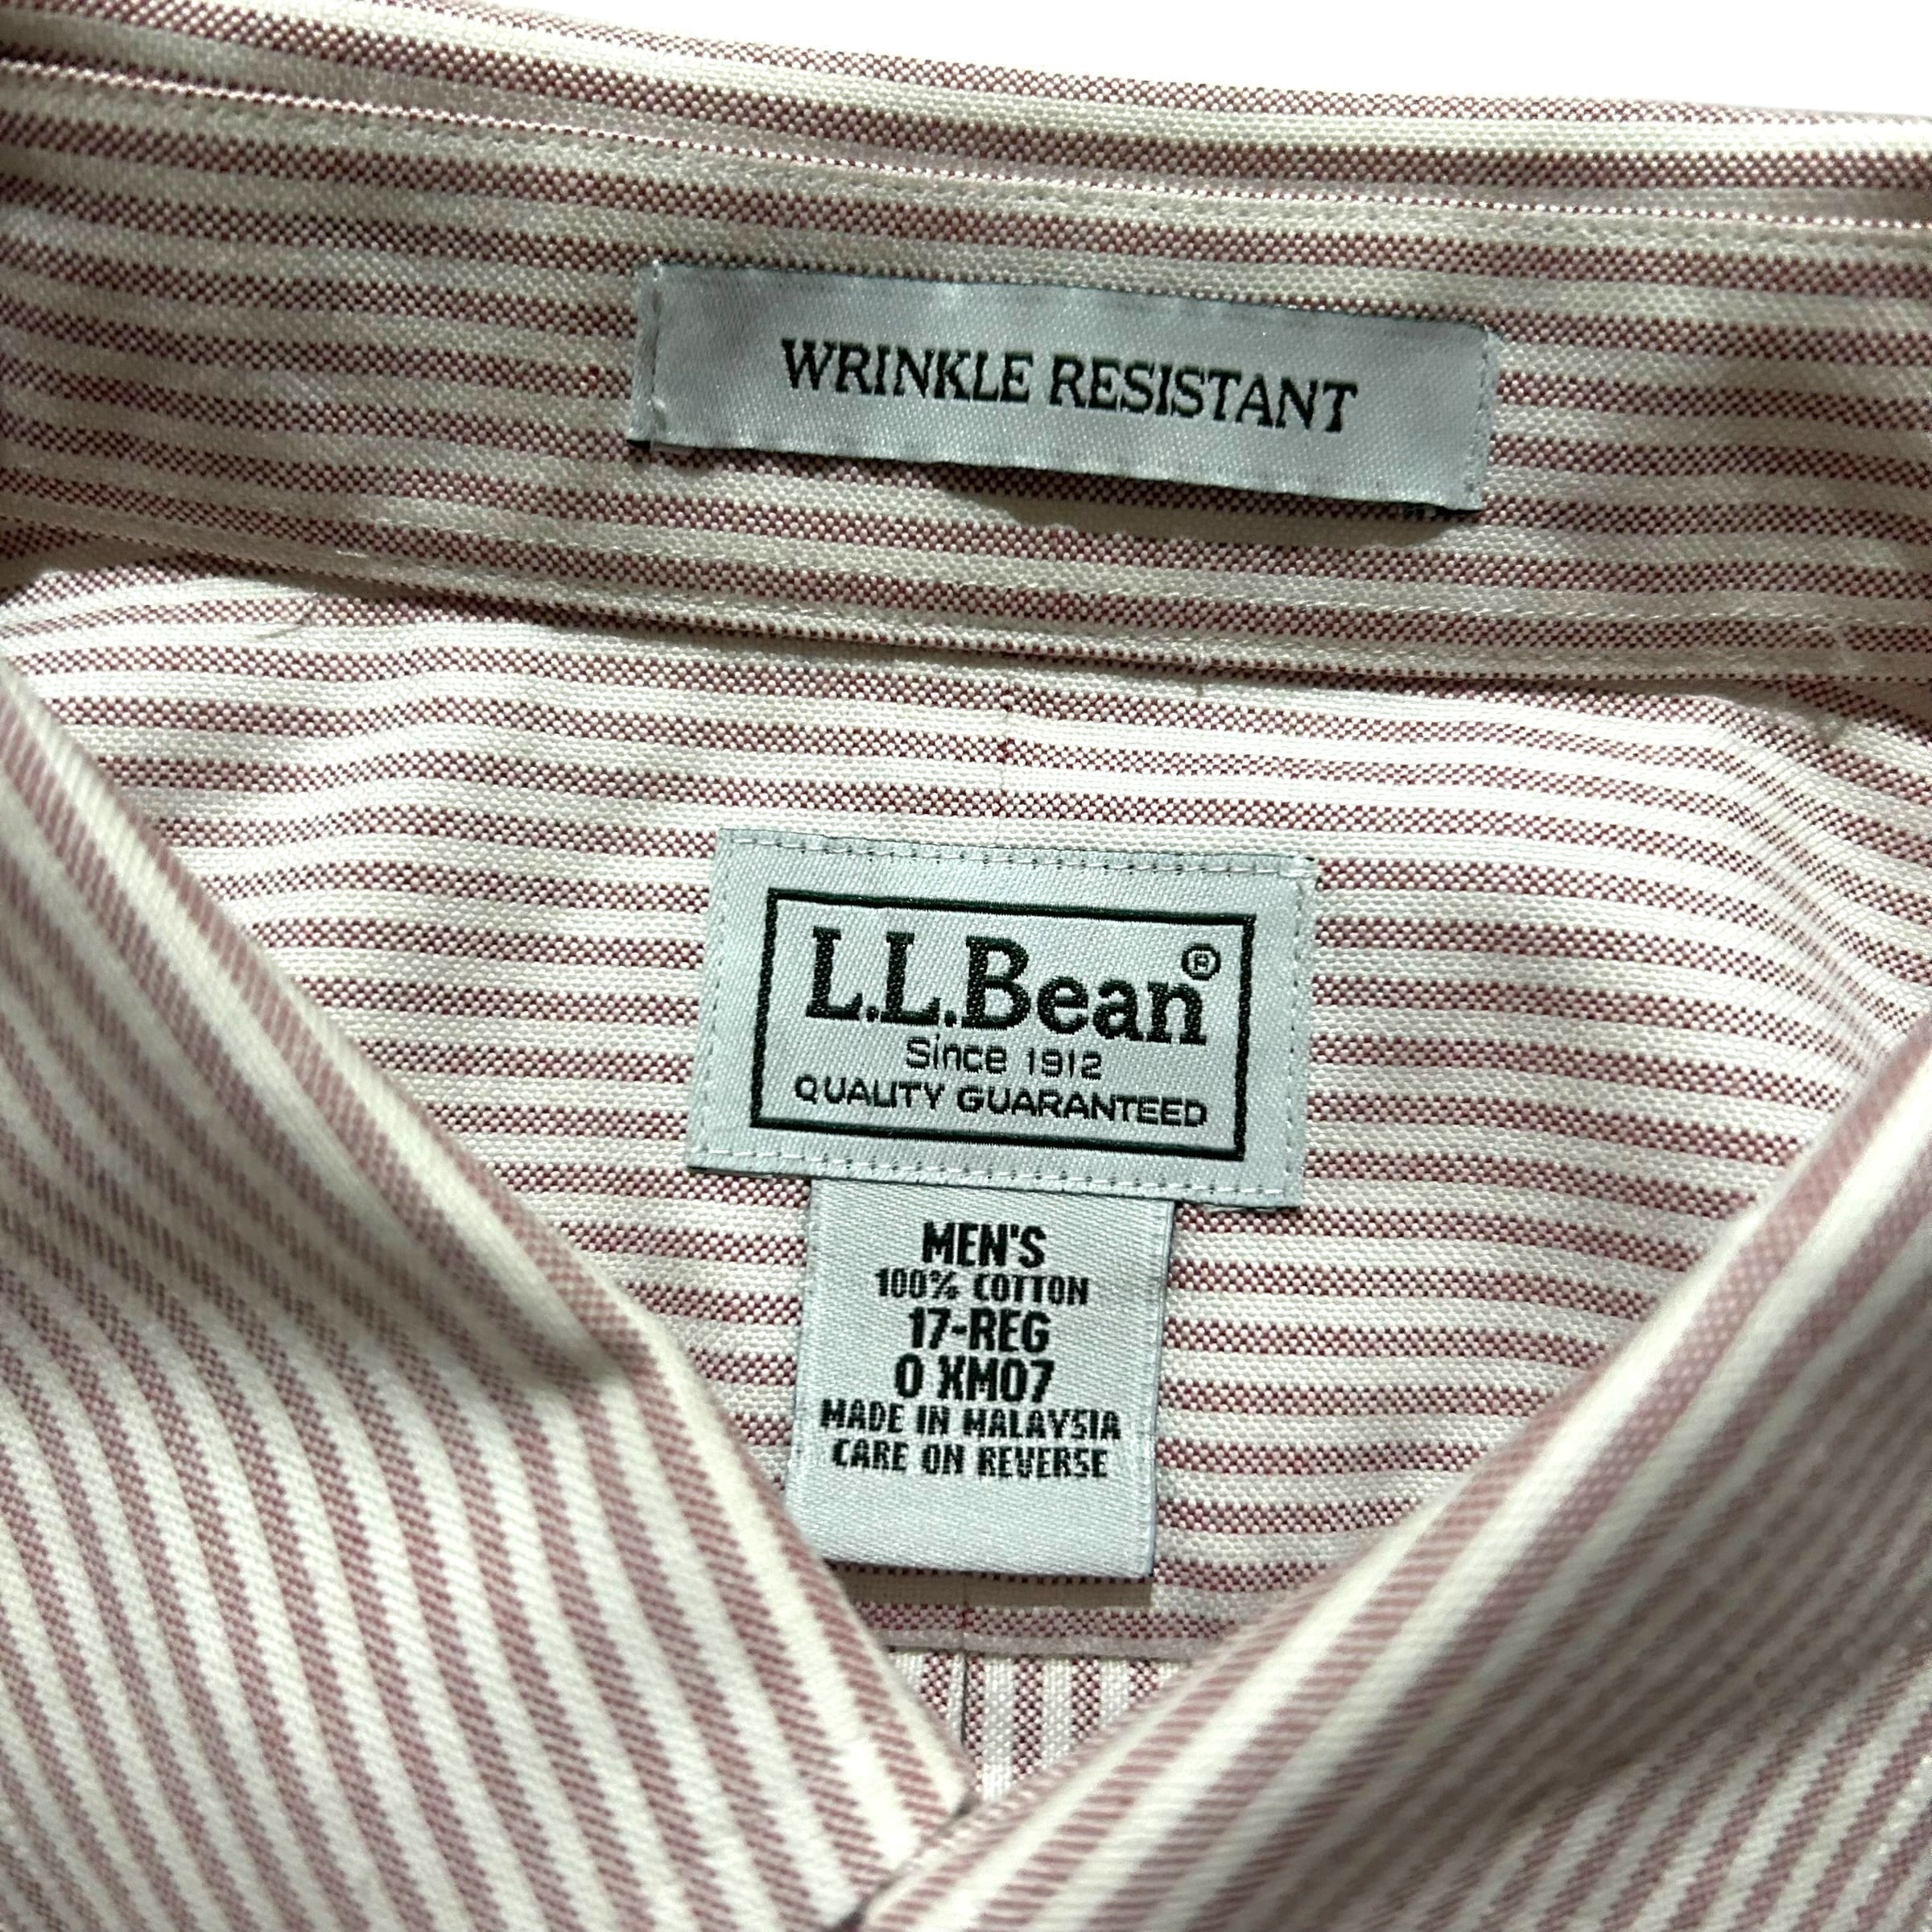 WRINKLE RESISTANT
L.L.Bean®
Since 1912
QUALITY GUARANTEED
MEN'S
100% COTTON
17-REG
0 XM07
MADE IN MALAYSIA
CARE ON REVERSE